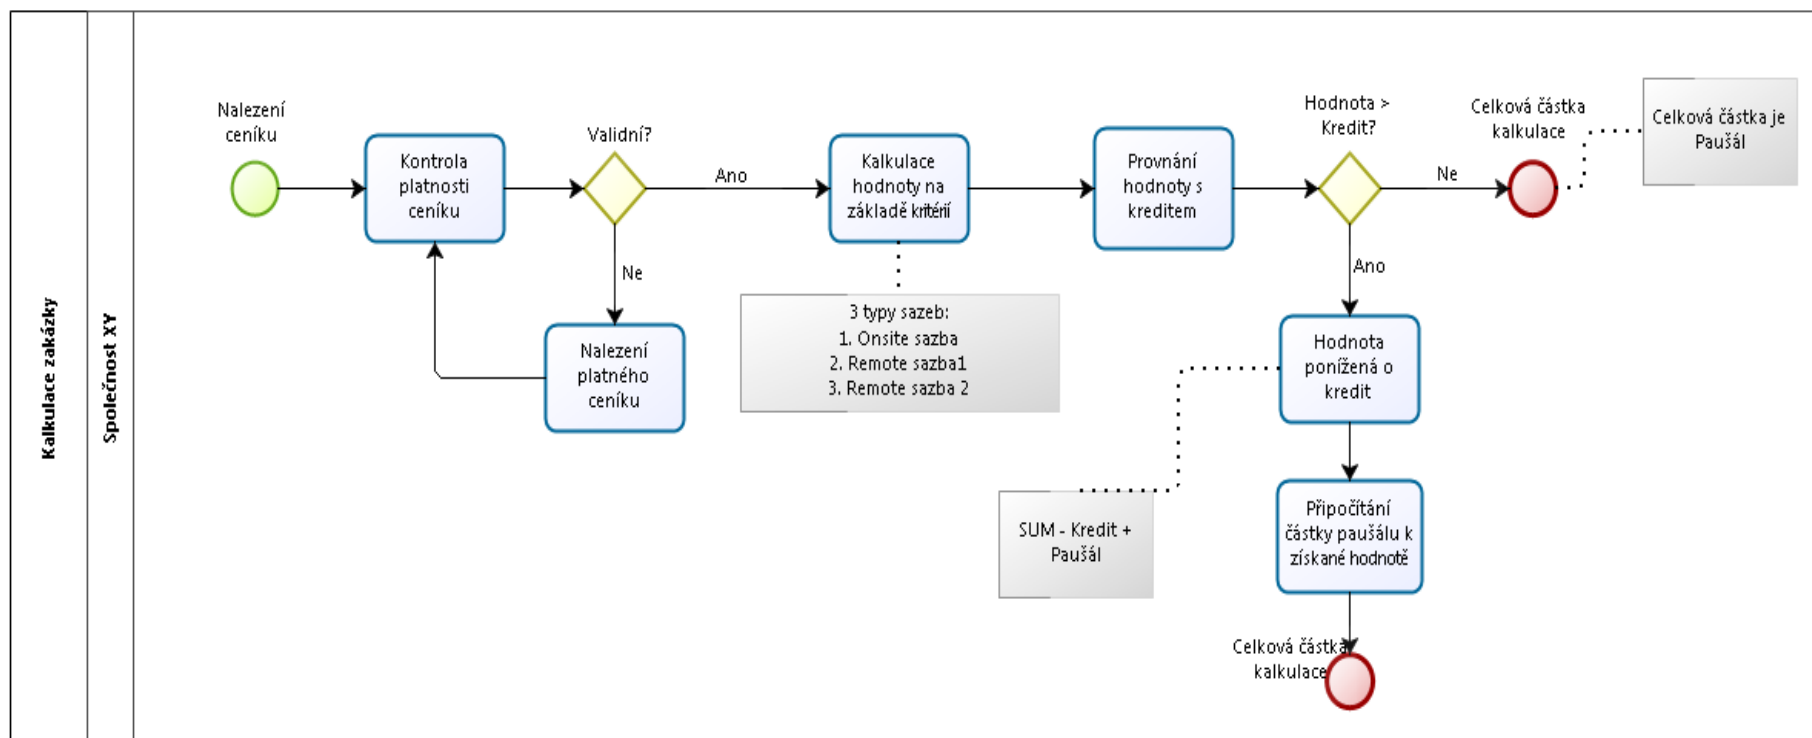 Kalkulace zakázky
Společnost XY
Nalezení
ceníku
Kontrola
platnosti
ceníku
Validní?
Ano
Ne
Nalezení
platného
ceníku
Kalkulace
hodnoty na
základě kritérií
3 typy sazeb:
1. Onsite sazba
2. Remote sazba1
3. Remote sazba 2
Provnání
hodnoty s
kreditem
Hodnota >
Kredit?
Ne
Celková částka
kalkulace
Celková částka je
Paušál
Ano
Hodnota
ponížená o
kredit
SUM - Kredit +
Paušál
Připočítání
částky paušálu k
získané hodnotě
Celková částka
kalkulace